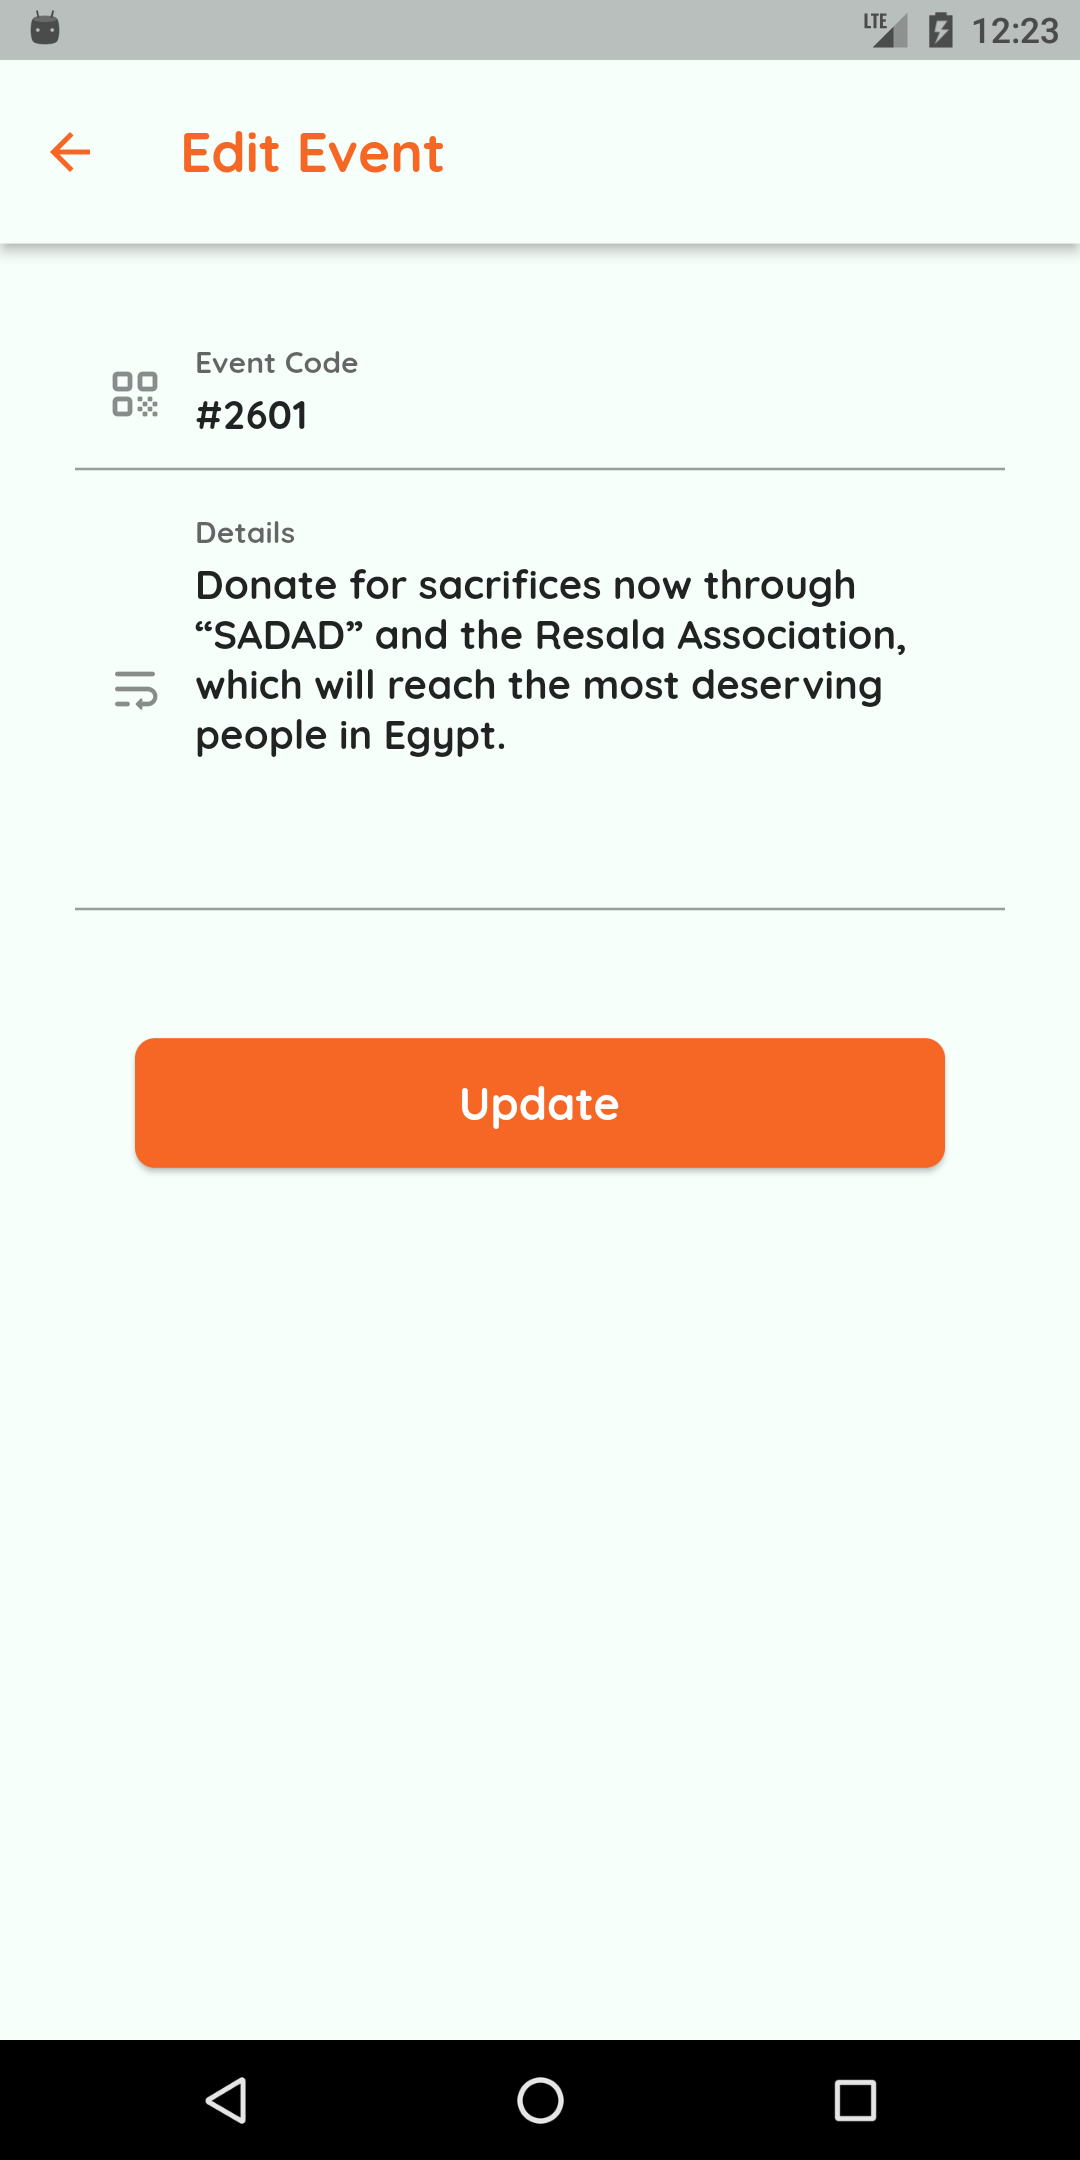 LTE 12:23
Edit Event
Event Code
#2601
Details
Donate for sacrifices now through
“SADAD” and the Resala Association,
which will reach the most deserving
people in Egypt.
Update